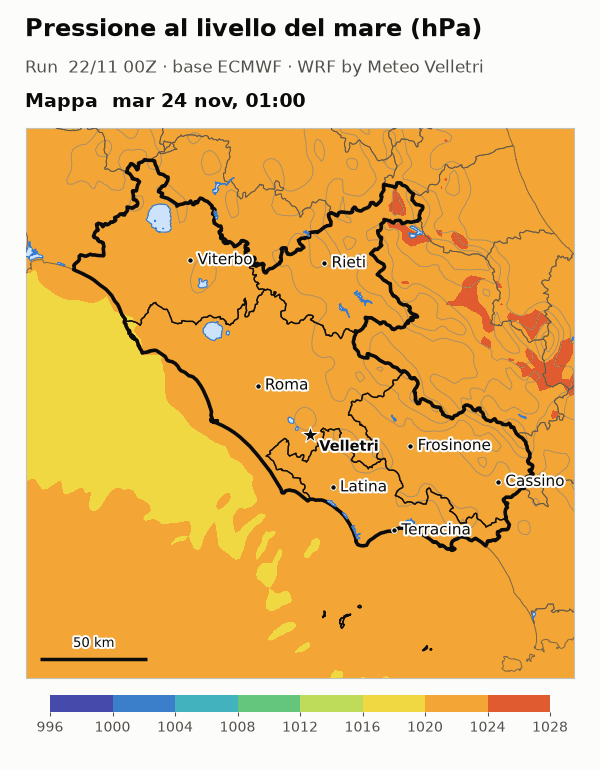 Pressione al livello del mare (hPa)
Run  22/11 00Z · base ECMWF · WRF by Meteo Velletri
Mappa  mar 24 nov, 01:00
Viterbo
Rieti
Roma
Velletri
Frosinone
Cassino
Latina
Terracina
50 km
996 1000 1004 1008 1012 1016 1020 1024 1028